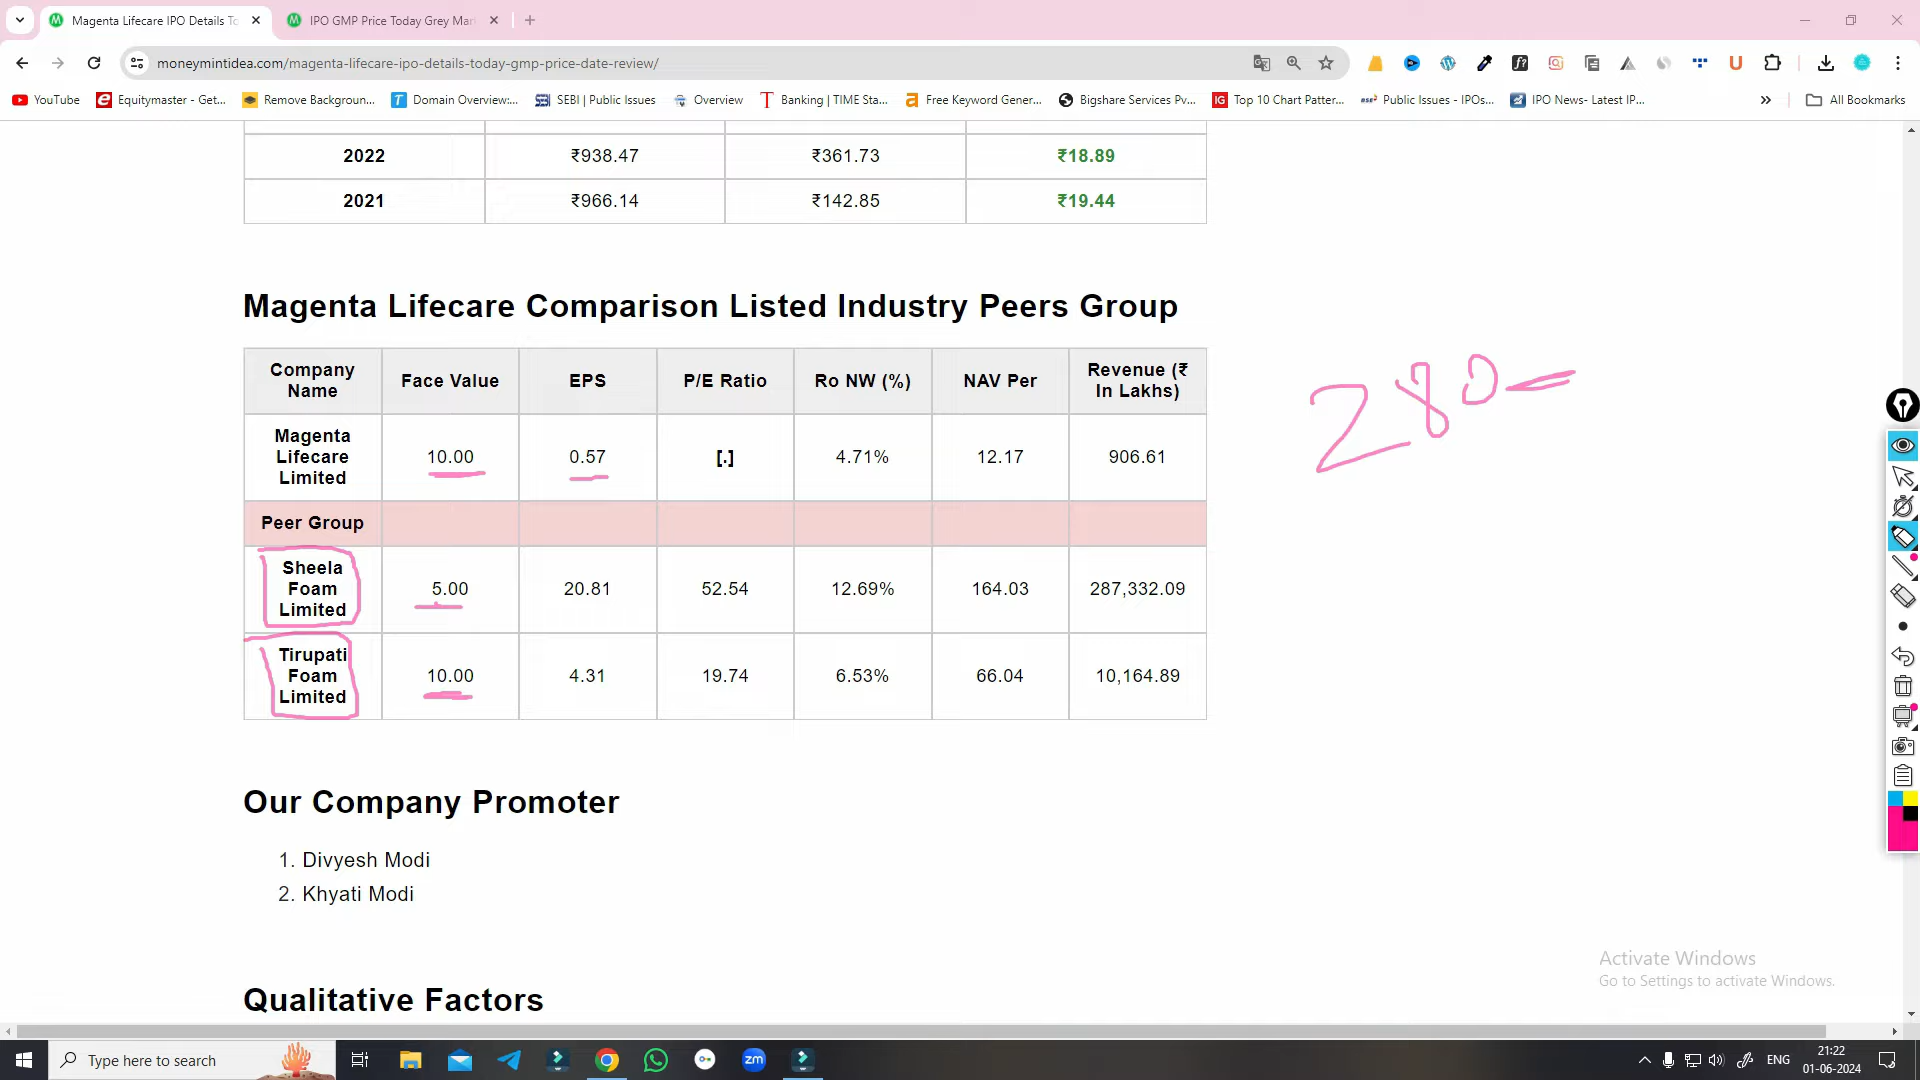 Magenta Lifecare IPO Details To
IPO GMP Price Today Grey Mar
moneymintidea.com/magenta-lifecare-ipo-details-today-gmp-price-date-review/
YouTube
Equitymaster - Get...
Remove Backgroun...
Domain Overview:...
SEBI | Public Issues
Overview
Banking | TIME Sta...
Free Keyword Gener...
Bigshare Services Pv...
Top 10 Chart Patter...
Public Issues - IPOs...
IPO News- Latest IP...
All Bookmarks
2022 ₹938.47 ₹361.73 ₹18.89
2021 ₹966.14 ₹142.85 ₹19.44
Magenta Lifecare Comparison Listed Industry Peers Group
Company Name Face Value EPS P/E Ratio Ro NW (%) NAV Per Revenue (₹ In Lakhs)
Magenta Lifecare Limited 10.00 0.57 [.] 4.71% 12.17 906.61
Peer Group
Sheela Foam Limited 5.00 20.81 52.54 12.69% 164.03 287,332.09
Tirupati Foam Limited 10.00 4.31 19.74 6.53% 66.04 10,164.89
280
Our Company Promoter
1. Divyesh Modi
2. Khyati Modi
Qualitative Factors
Activate Windows
Go to Settings to activate Windows.
Type here to search
ENG
21:22
01-06-2024